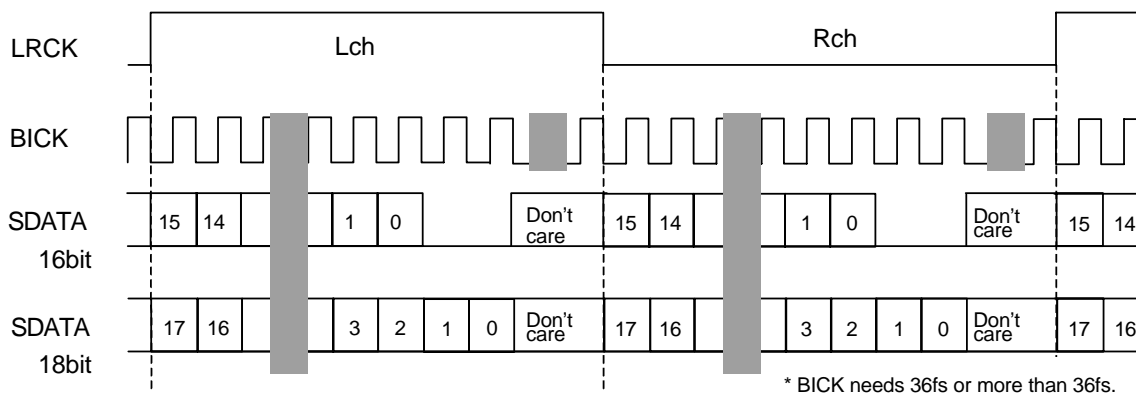 LRCK Lch Rch
BICK
SDATA 15 14 1 0 Don't care 15 14 1 0 Don't care 15 14
16bit
SDATA 17 16 3 2 1 0 Don't care 17 16 3 2 1 0 Don't care 17 16
18bit
* BICK needs 36fs or more than 36fs.